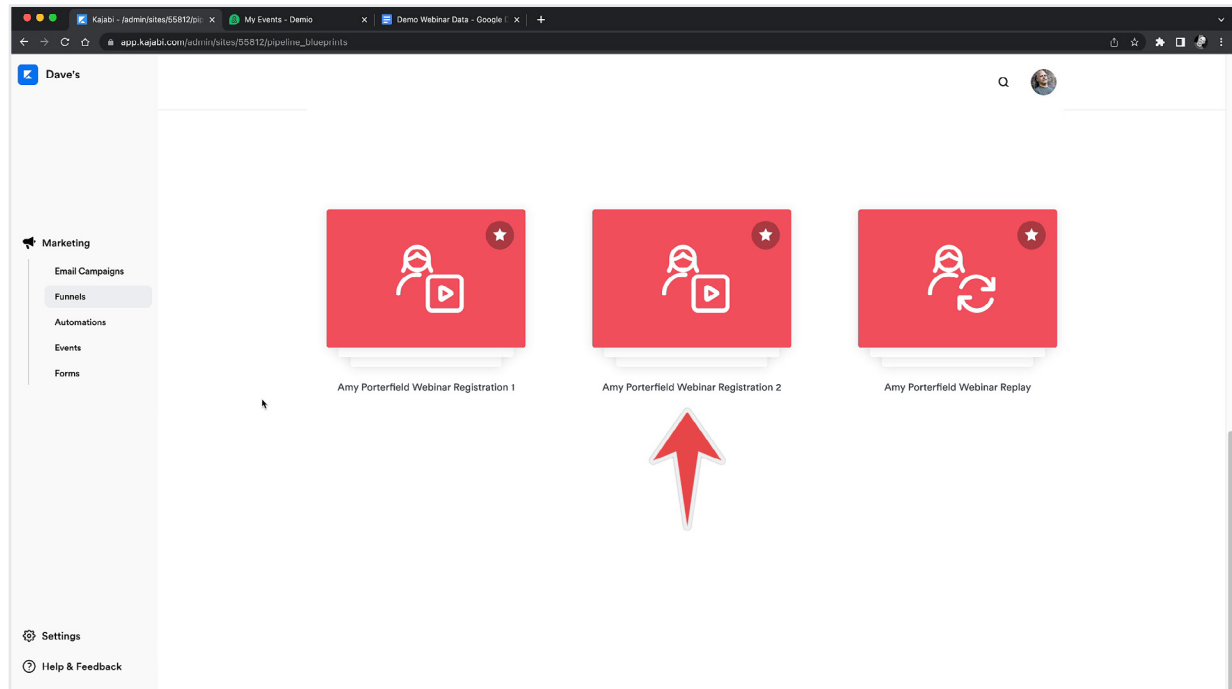 Kajabi - /admin/sites/55812/pip
My Events - Demio
Demo Webinar Data - Google D
app.kajabi.com/admin/sites/55812/pipeline_blueprints
Dave's
Marketing
Email Campaigns
Funnels
Automations
Events
Forms
Amy Porterfield Webinar Registration 1
Amy Porterfield Webinar Registration 2
Amy Porterfield Webinar Replay
Settings
Help & Feedback